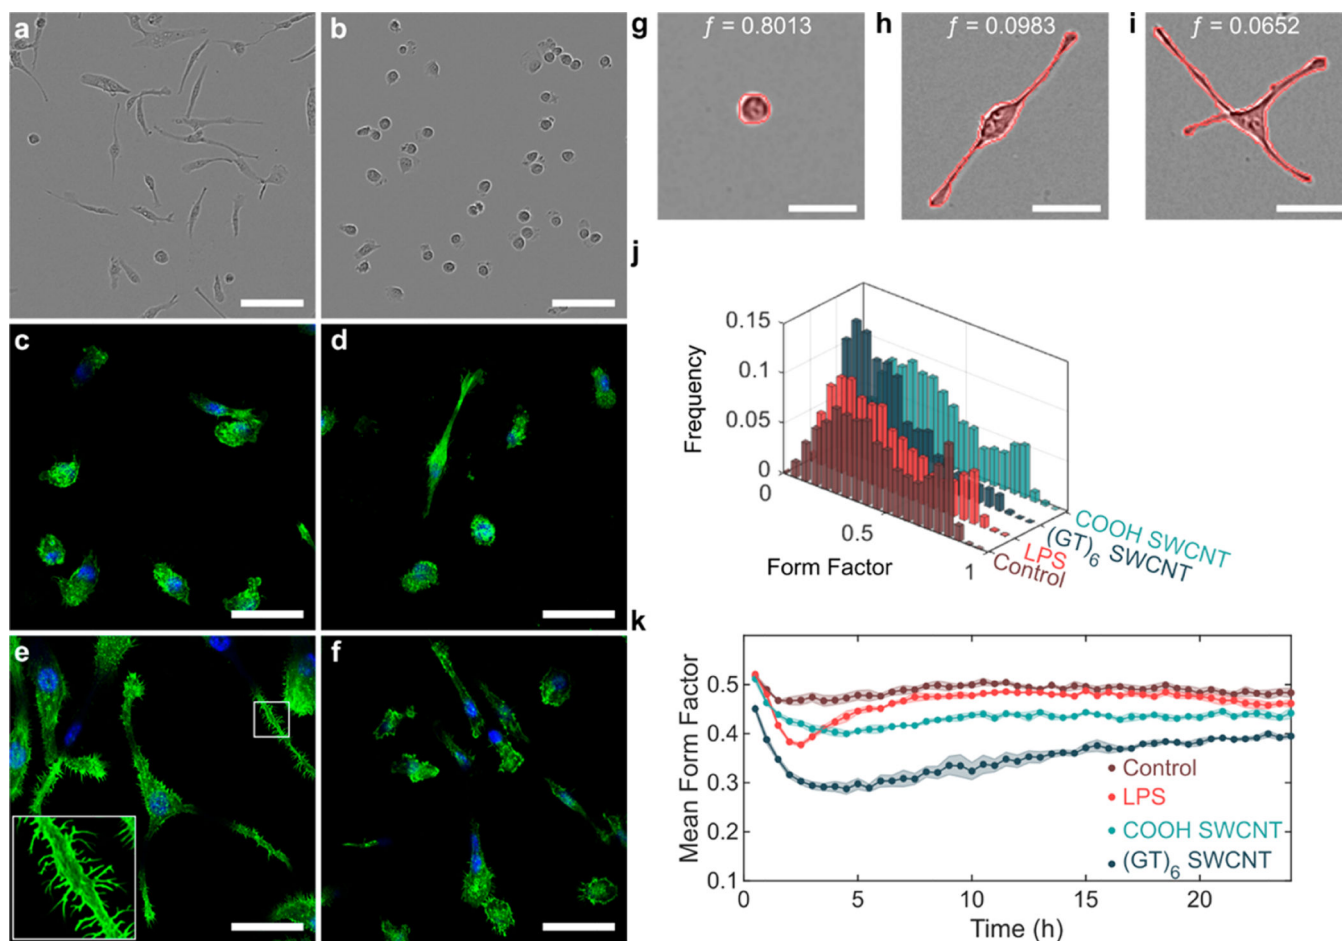 a
b
c
d
e
f
g
ƒ = 0.8013
h
ƒ = 0.0983
i
ƒ = 0.0652
j
0.15
0.1
0.05
0
0
0.5
1
Frequency
Form Factor
COOH SWCNT
(GT)₆ SWCNT
LPS
Control
k
0.5
0.4
0.3
0.2
0.1
Mean Form Factor
Control
LPS
COOH SWCNT
(GT)₆ SWCNT
0 5 10 15 20
Time (h)